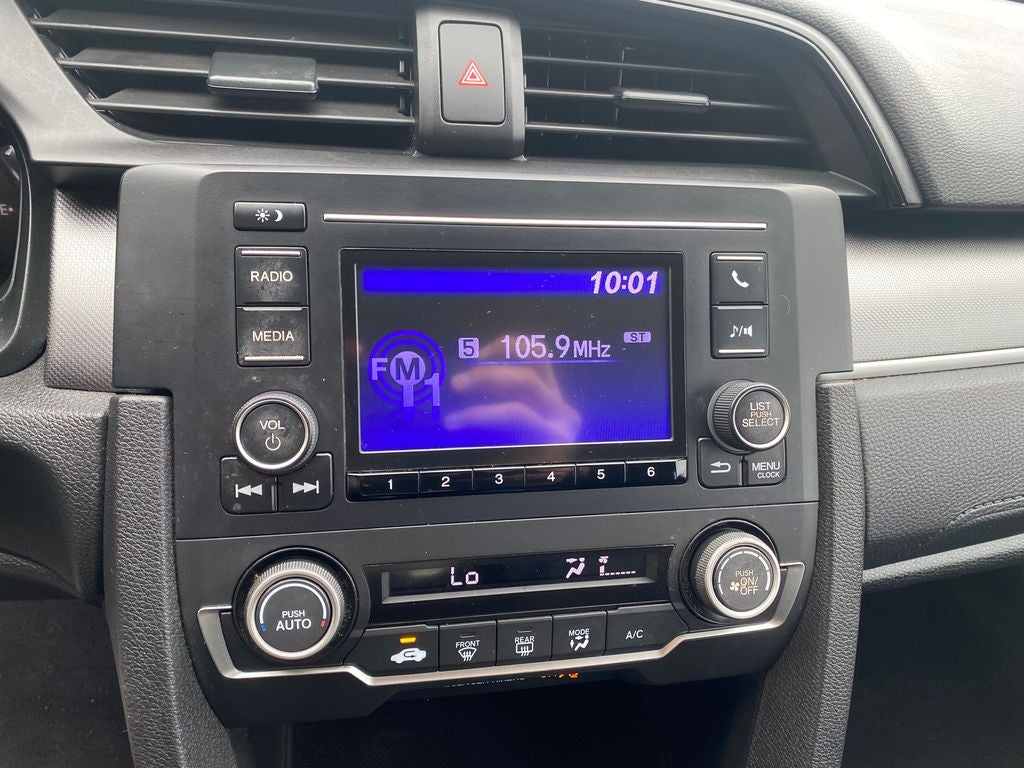 RADIO
MEDIA
10:01
5 105.9MHz ST
FM1
VOL
LIST
PUSH
SELECT
MENU
CLOCK
1 2 3 4 5 6
Lo
PUSH
AUTO
PUSH
ON/
OFF
FRONT
REAR
MODE
A/C